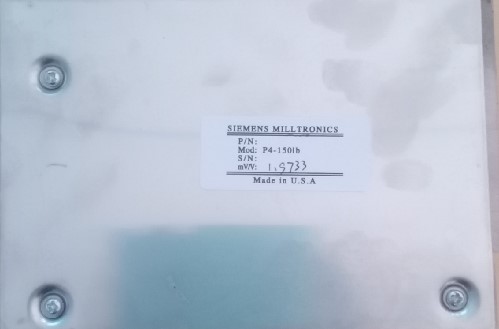 SIEMENS MILLTRONICS
P/N:
Mod: P4-150lb
S/N:
mV/V: 1.9733
Made in U.S.A